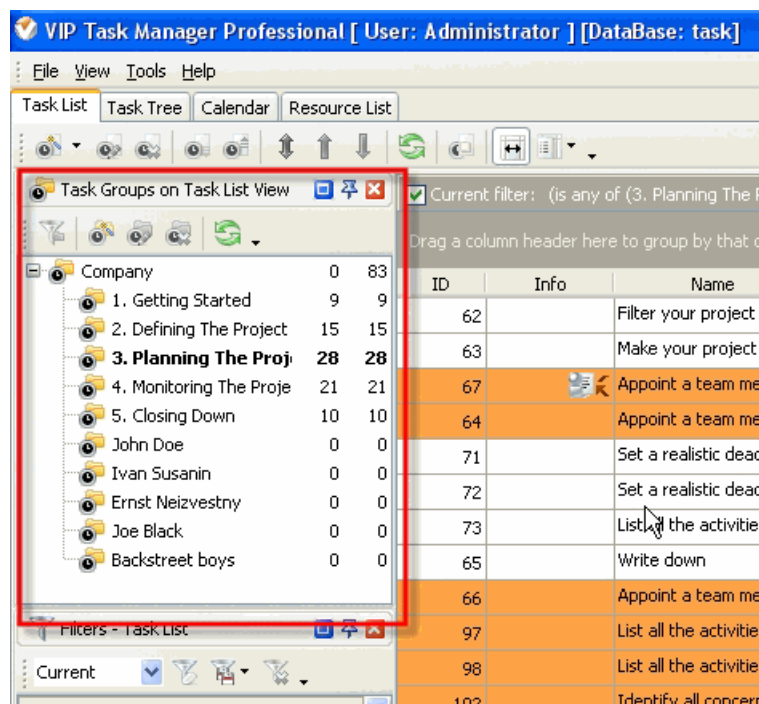 VIP Task Manager Professional [ User: Administrator ] [DataBase: task]
File View Tools Help
Task List Task Tree Calendar Resource List
Task Groups on Task List View
Current filter: (is any of (3. Planning The
Drag a column header here to group by that
Company 0 83
1. Getting Started 9 9
2. Defining The Project 15 15
3. Planning The Proj 28 28
4. Monitoring The Proje 21 21
5. Closing Down 10 10
John Doe 0 0
Ivan Susanin 0 0
Ernst Neizvestny 0 0
Joe Black 0 0
Backstreet boys 0 0
Filters - Task List
Current
ID Info Name
62 Filter your project
63 Make your project
67 Appoint a team me
64 Appoint a team me
71 Set a realistic dead
72 Set a realistic dead
73 List all the activitie
65 Write down
66 Appoint a team me
97 List all the activitie
98 List all the activitie
102 Identify all concer